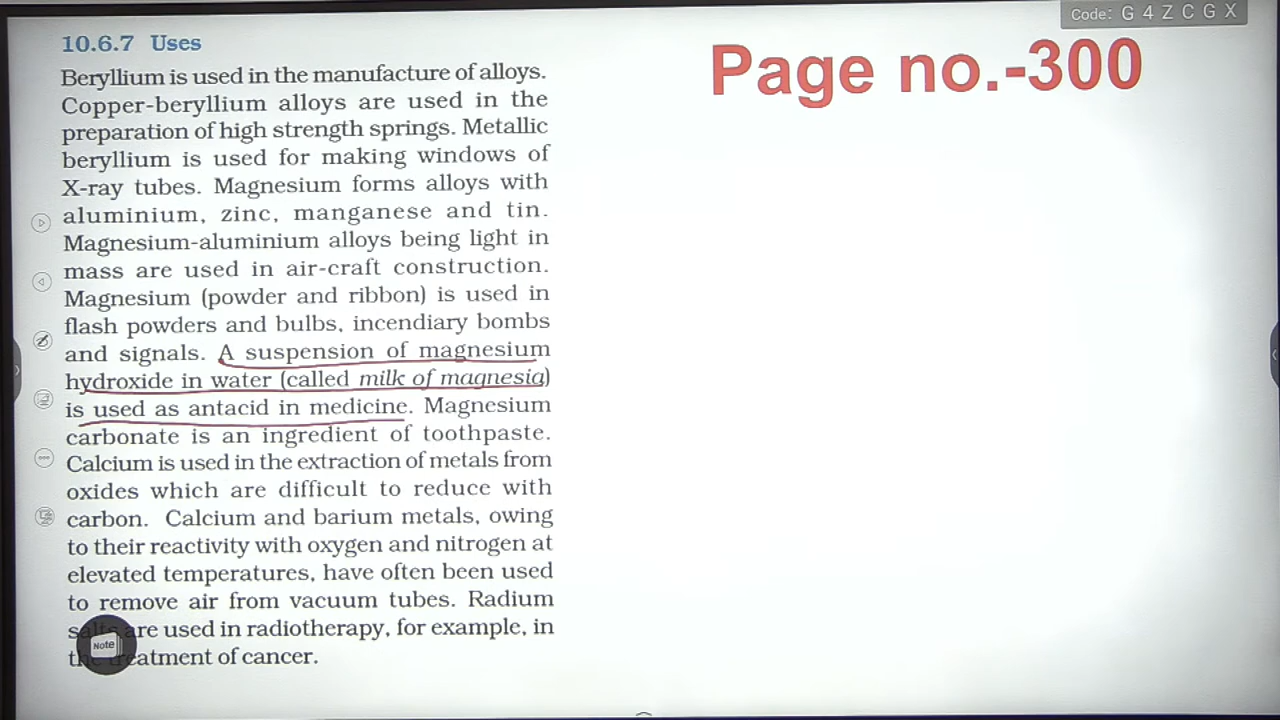 Code: G 4 Z C G X
10.6.7 Uses
Page no.-300
Beryllium is used in the manufacture of alloys.
Copper-beryllium alloys are used in the
preparation of high strength springs. Metallic
beryllium is used for making windows of
X-ray tubes. Magnesium forms alloys with
aluminium, zinc, manganese and tin.
Magnesium-aluminium alloys being light in
mass are used in air-craft construction.
Magnesium (powder and ribbon) is used in
flash powders and bulbs, incendiary bombs
and signals. A suspension of magnesium
hydroxide in water (called milk of magnesia)
is used as antacid in medicine. Magnesium
carbonate is an ingredient of toothpaste.
Calcium is used in the extraction of metals from
oxides which are difficult to reduce with
carbon. Calcium and barium metals, owing
to their reactivity with oxygen and nitrogen at
elevated temperatures, have often been used
to remove air from vacuum tubes. Radium
are used in radiotherapy, for example, in
Note
treatment of cancer.